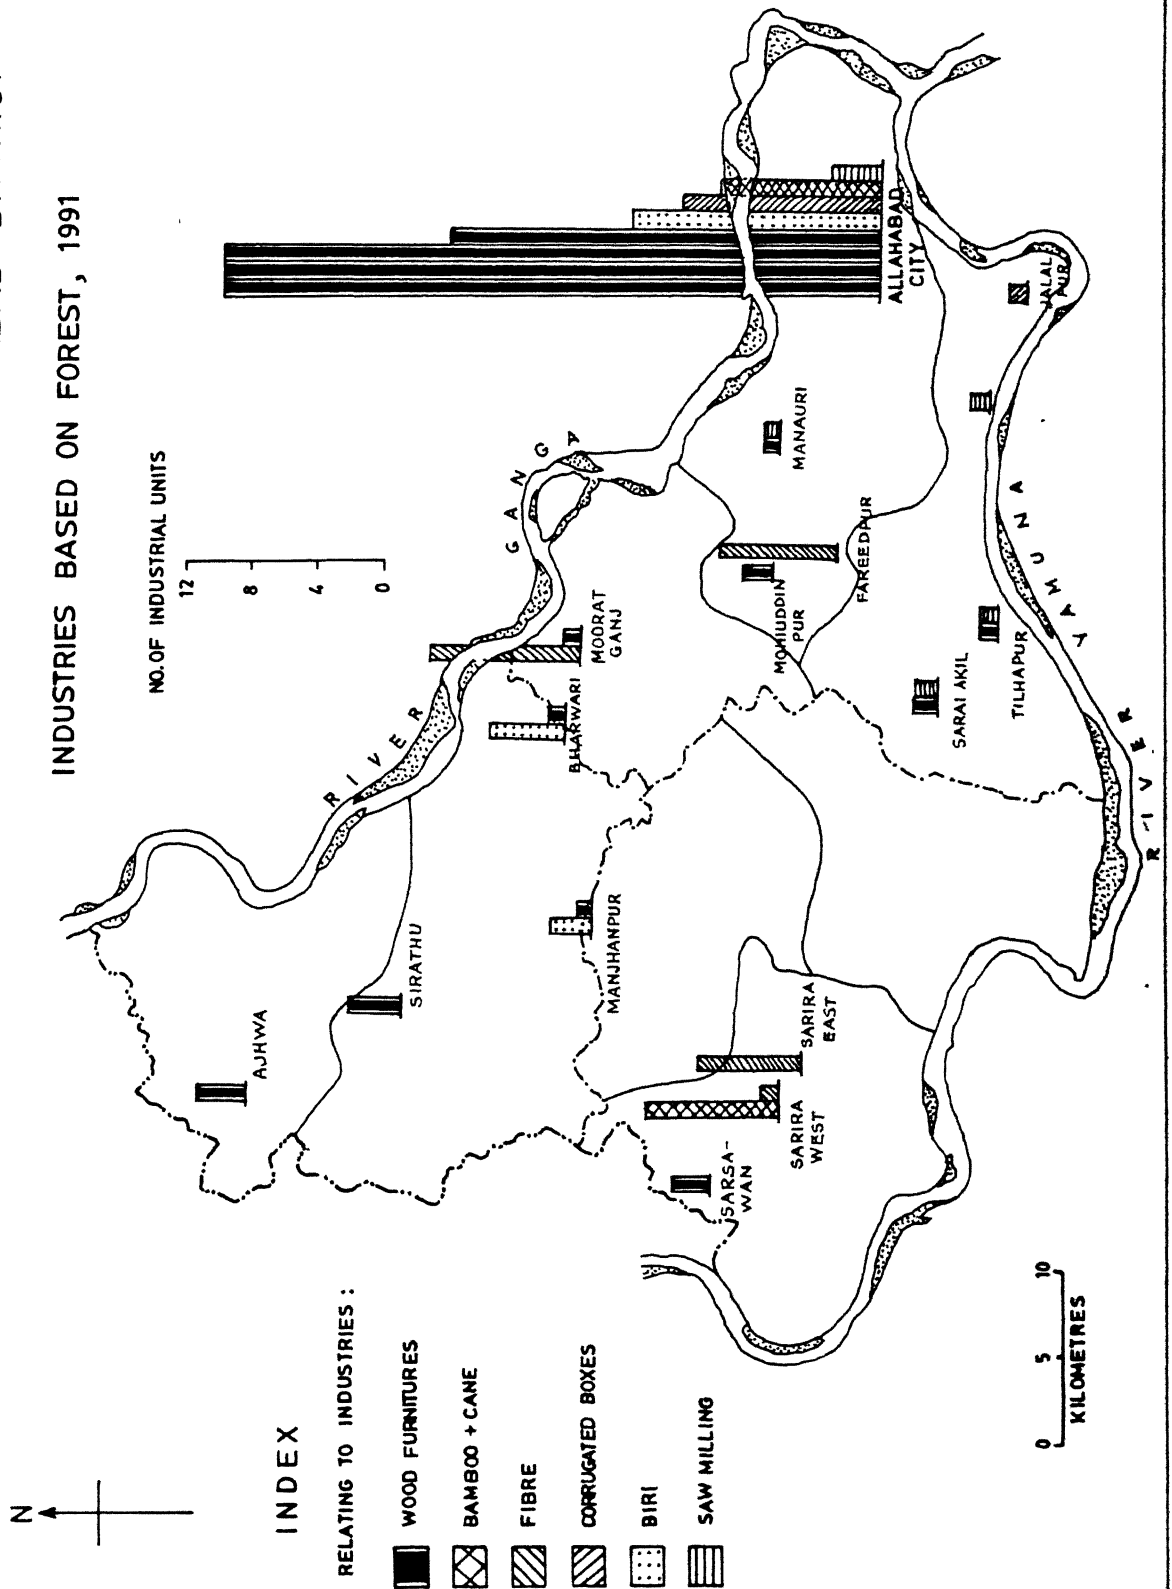 INDUSTRIES BASED ON FOREST, 1991
NO. OF INDUSTRIAL UNITS
12
8
4
0
N
INDEX
RELATING TO INDUSTRIES :
WOOD FURNITURES
BAMBOO + CANE
FIBRE
CORRUGATED BOXES
BIRI
SAW MILLING
0 5 10
KILOMETRES
RIVER GANGA
AJHWA
SIRATHU
MANJHANPUR
BHARWARI
MOORAT
GANJ
SARSA-
WAN
SARIRA
WEST
SARIRA
EAST
MOHIUDDIN
PUR
FAREEDPUR
MANAURI
ALLAHABAD
CITY
SARAI AKIL
TILHAPUR
JALAL
PUR
RIVER YAMUNA